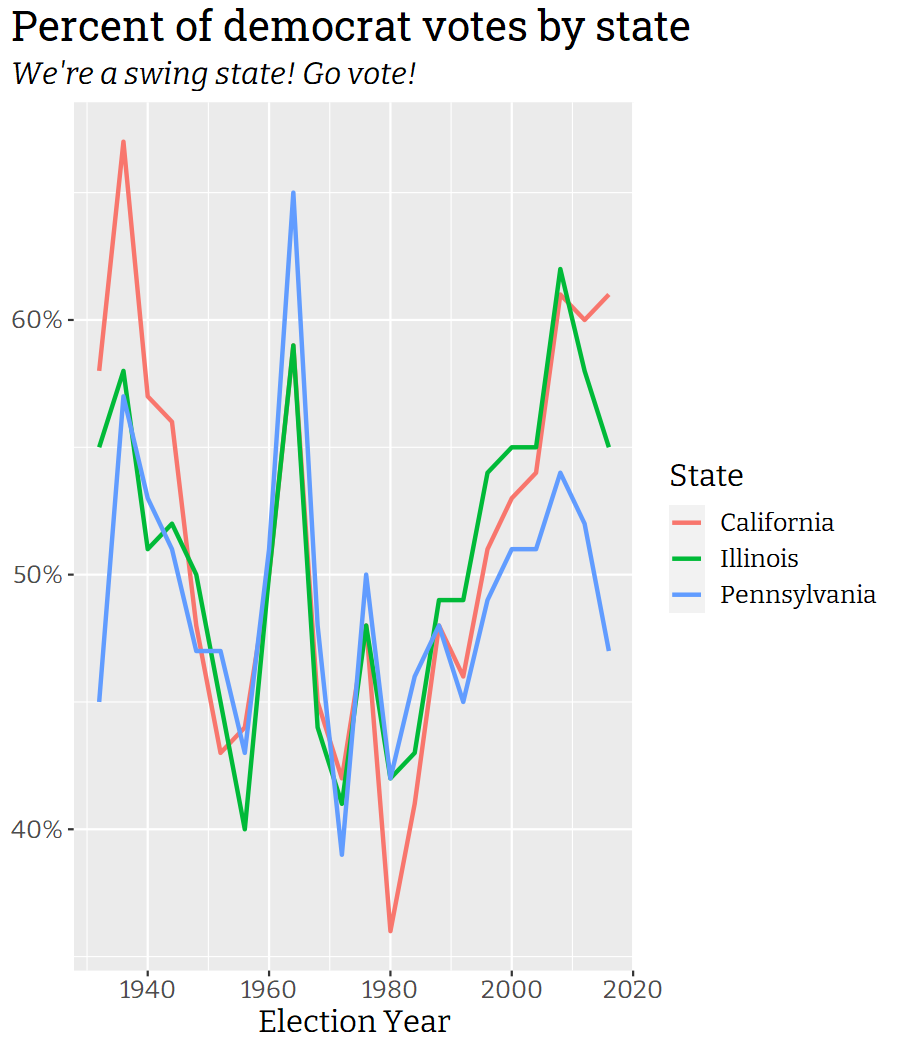 Percent of democrat votes by state
We're a swing state! Go vote!
60%
50%
40%
1940 1960 1980 2000 2020
Election Year
State
California
Illinois
Pennsylvania